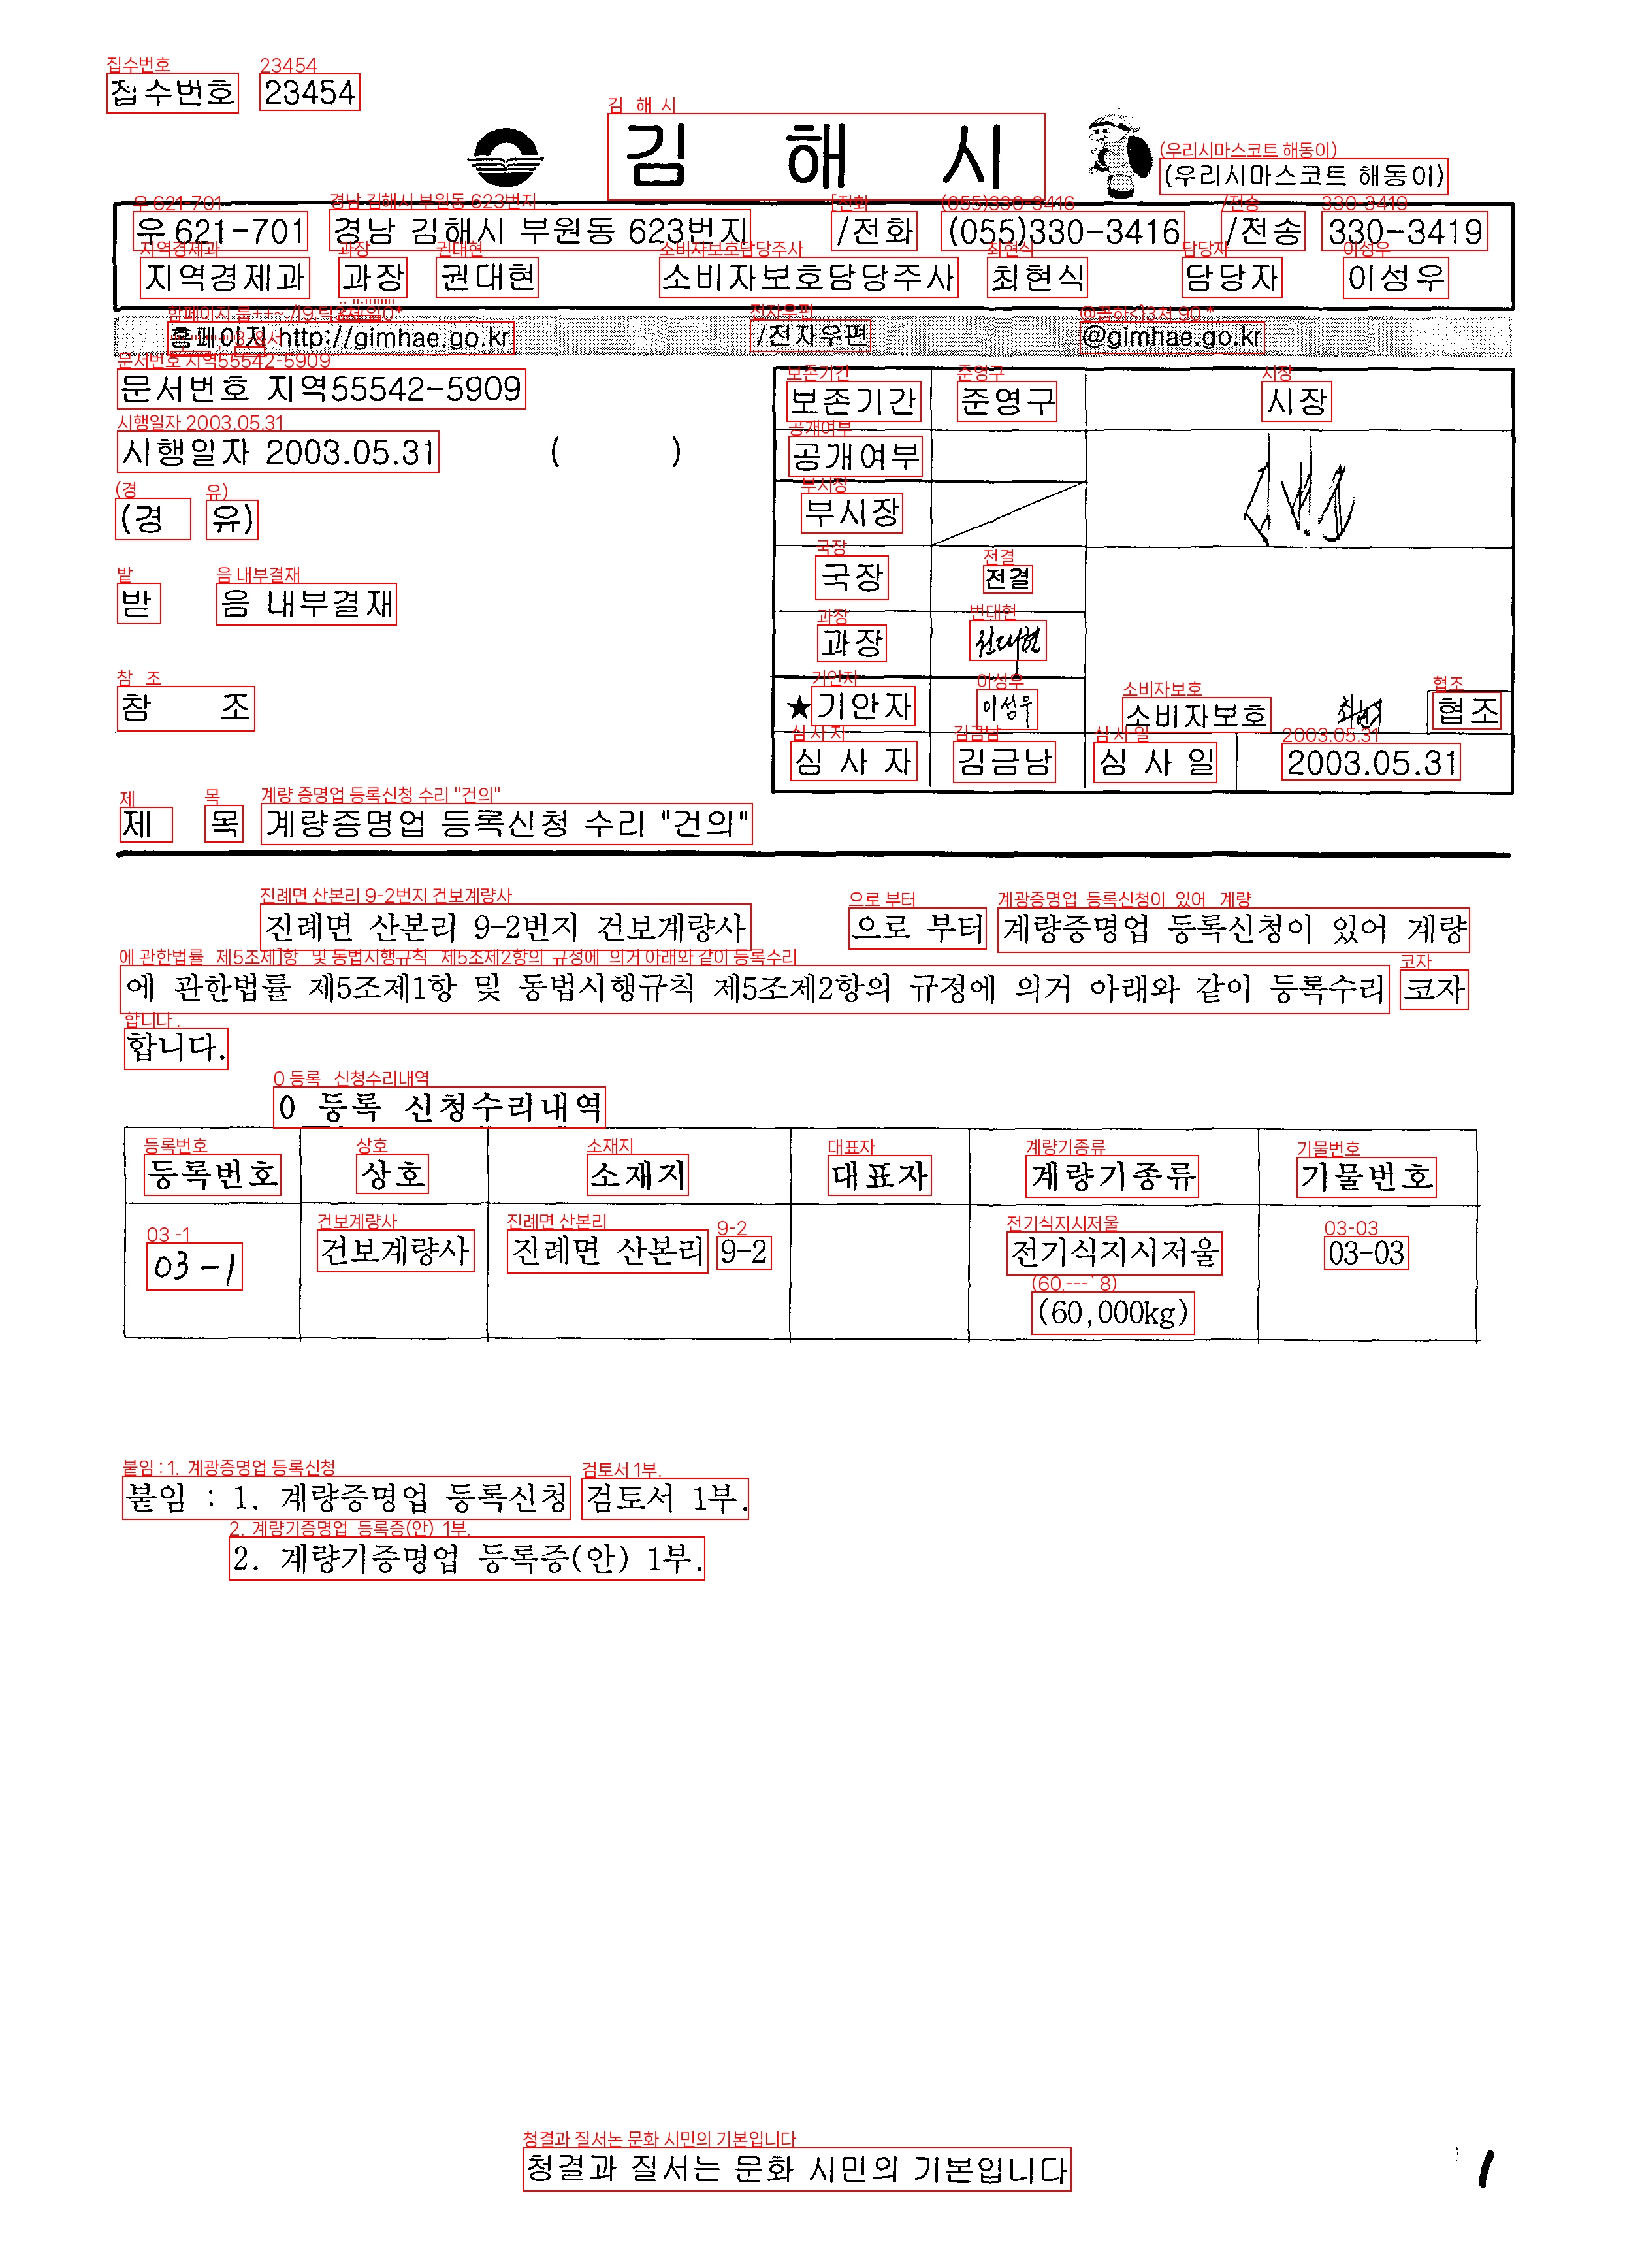 접수번호 23454
김 해 시 (우리시마스코트 해동이)
우 621-701 경남 김해시 부원동 623번지 /전화 (055)330-3416 /전송 330-3419
지역경제과 과장 권대현 소비자보호담당주사 최현식 담당자 이성우
홈페이지 http://gimhae.go.kr /전자우편 @gimhae.go.kr
문서번호 지역55542-5909
시행일자 2003.05.31 ( )
(경 유)
받 음 내부결재
참 조
보존기간 준영구 시장
공개여부
부시장
국장 전결
과장 권대현
★기안자 이성우 소비자보호 협조
심 사 자 김금남 심 사 일 2003.05.31
제 목 계량증명업 등록신청 수리 "건의"
진례면 산본리 9-2번지 건보계량사 으로 부터 계량증명업 등록신청이 있어 계량
에 관한법률 제5조제1항 및 동법시행규칙 제5조제2항의 규정에 의거 아래와 같이 등록수리 코자
합니다.
0 등록 신청수리내역
등록번호 상호 소재지 대표자 계량기종류 기물번호
03-1 건보계량사 진례면 산본리 9-2 전기식지시저울 03-03
(60,000kg)
붙임 : 1. 계량증명업 등록신청 검토서 1부.
2. 계량기증명업 등록증(안) 1부.
청결과 질서는 문화 시민의 기본입니다
1